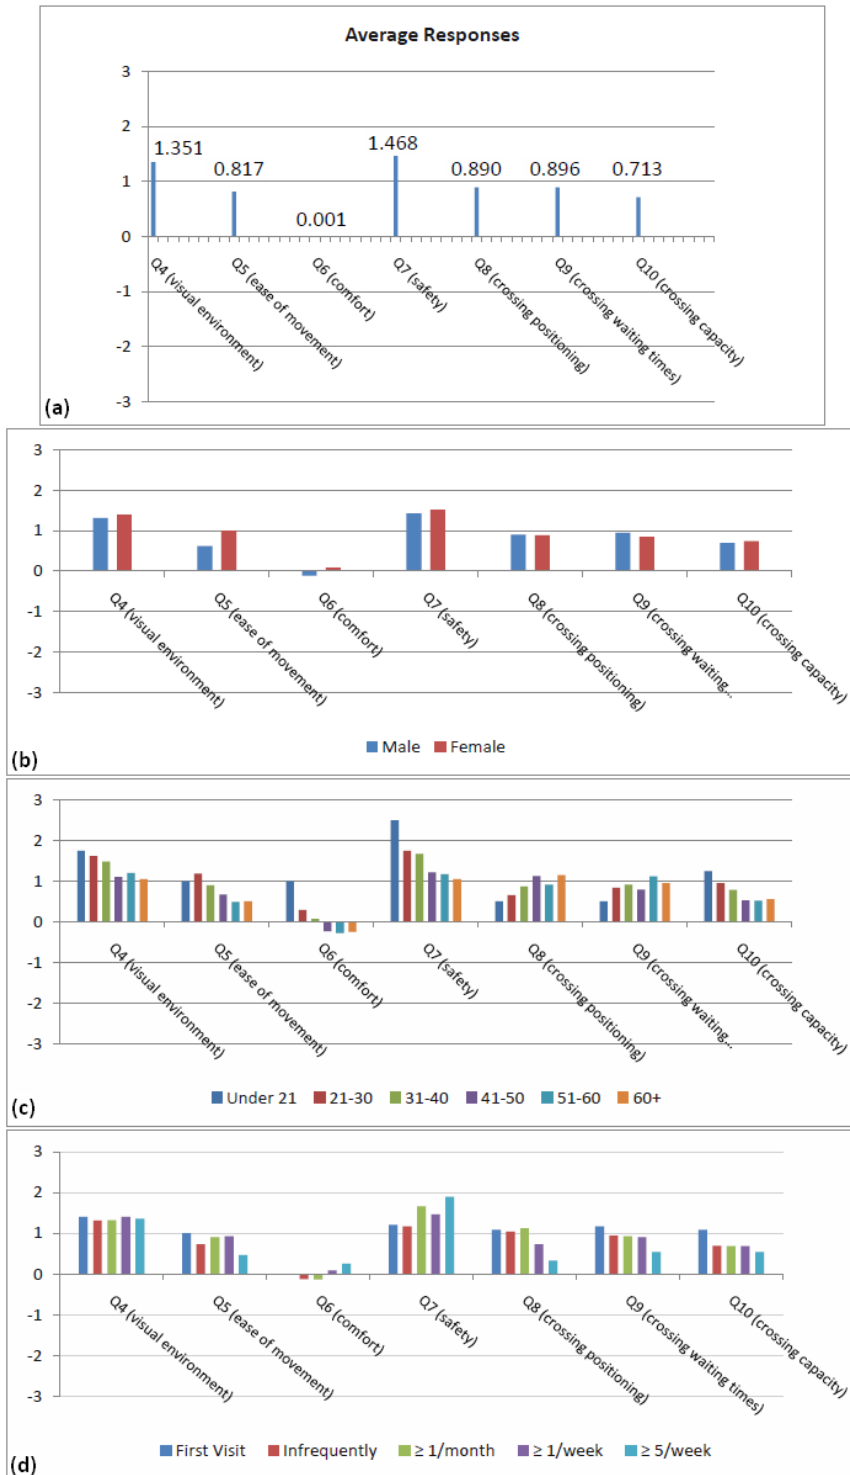 Average Responses
3
2
1
0
-1
-2
-3
1.351
0.817
0.001
1.468
0.890
0.896
0.713
Q4 (visual environment)
Q5 (ease of movement)
Q6 (comfort)
Q7 (safety)
Q8 (crossing positioning)
Q9 (crossing waiting times)
Q10 (crossing capacity)
(a)
3
2
1
0
-1
-2
-3
Q4 (visual environment)
Q5 (ease of movement)
Q6 (comfort)
Q7 (safety)
Q8 (crossing positioning)
Q9 (crossing waiting...
Q10 (crossing capacity)
Male Female
(b)
3
2
1
0
-1
-2
-3
Q4 (visual environment)
Q5 (ease of movement)
Q6 (comfort)
Q7 (safety)
Q8 (crossing positioning)
Q9 (crossing waiting...
Q10 (crossing capacity)
Under 21 21-30 31-40 41-50 51-60 60+
(c)
3
2
1
0
-1
-2
-3
Q4 (visual environment)
Q5 (ease of movement)
Q6 (comfort)
Q7 (safety)
Q8 (crossing positioning)
Q9 (crossing waiting times)
Q10 (crossing capacity)
First Visit Infrequently ≥ 1/month ≥ 1/week ≥ 5/week
(d)